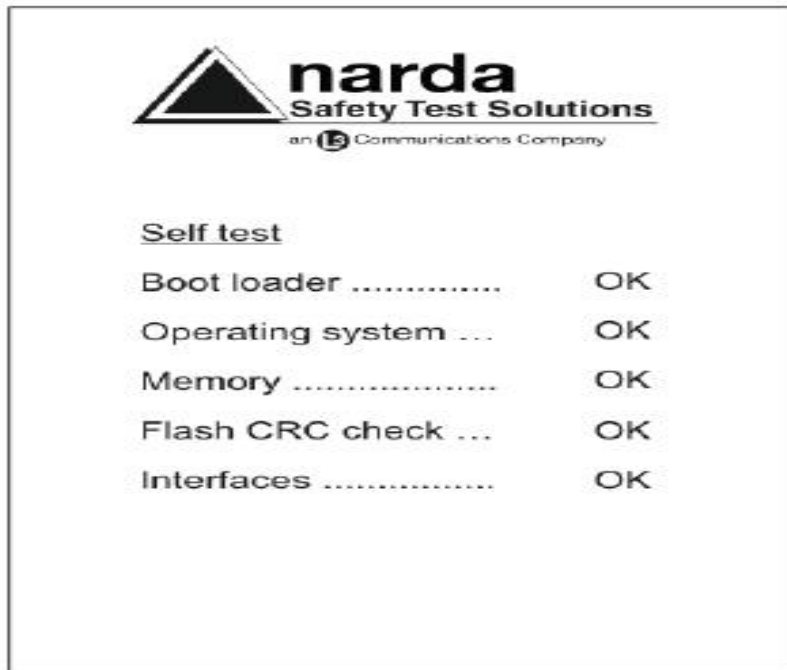 narda
Safety Test Solutions
an L3 Communications Company
Self test
Boot loader .............. OK
Operating system ... OK
Memory ................... OK
Flash CRC check ... OK
Interfaces ................ OK